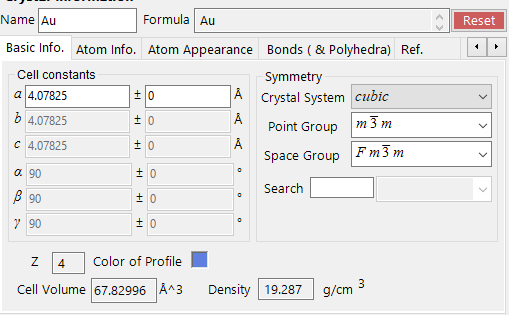 Name Au Formula Au Reset
Basic Info. Atom Info. Atom Appearance Bonds ( & Polyhedra) Ref.
Cell constants
a 4.07825 ± 0 Å
b 4.07825 ± 0 Å
c 4.07825 ± 0 Å
α 90 ± 0 °
β 90 ± 0 °
γ 90 ± 0 °
Symmetry
Crystal System cubic
Point Group m 3̅ m
Space Group F m 3̅ m
Search
Z 4 Color of Profile
Cell Volume 67.82996 Å^3 Density 19.287 g/cm 3